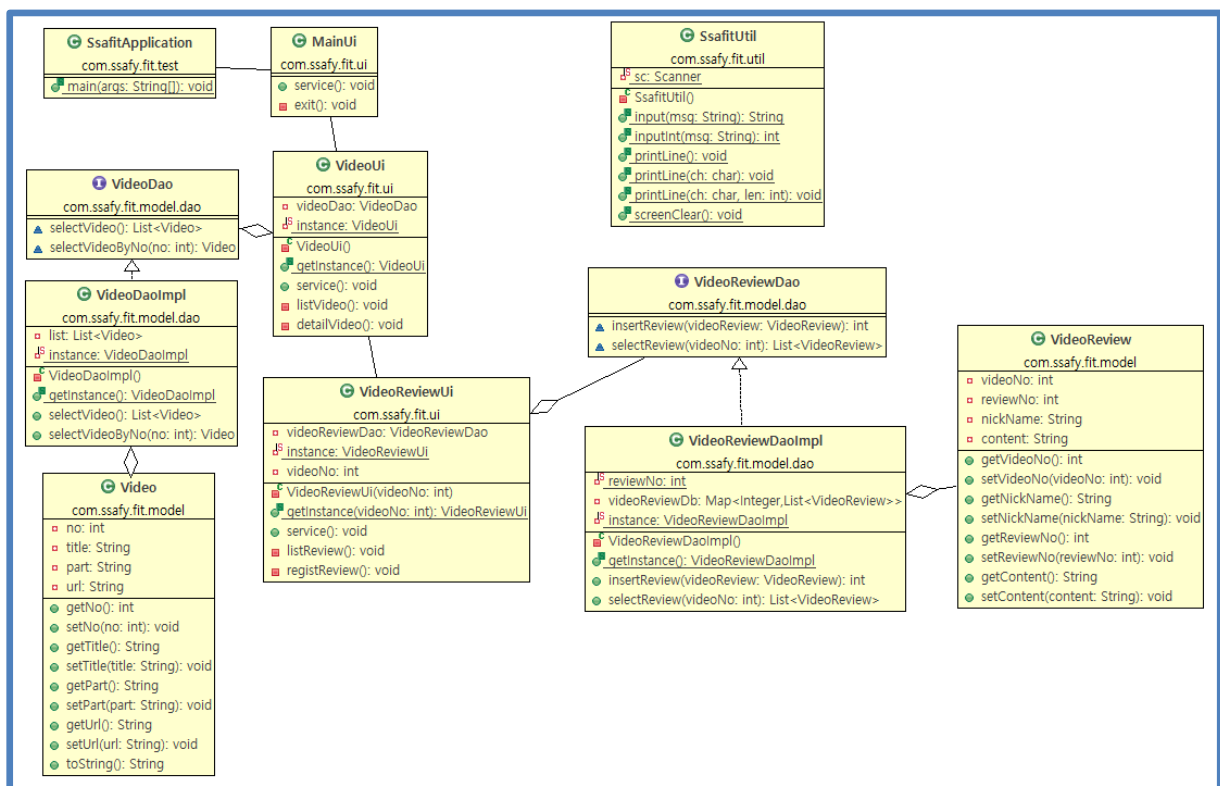 SsafitApplication
com.ssafy.fit.test
main(args: String[]): void
MainUi
com.ssafy.fit.ui
service(): void
exit(): void
SsafitUtil
com.ssafy.fit.util
sc: Scanner
SsafitUtil()
input(msg: String): String
inputInt(msg: String): int
printLine(): void
printLine(ch: char): void
printLine(ch: char, len: int): void
screenClear(): void
VideoDao
com.ssafy.fit.model.dao
selectVideo(): List<Video>
selectVideoByNo(no: int): Video
VideoUi
com.ssafy.fit.ui
videoDao: VideoDao
instance: VideoUi
VideoUi()
getInstance(): VideoUi
service(): void
listVideo(): void
detailVideo(): void
VideoDaoImpl
com.ssafy.fit.model.dao
list: List<Video>
instance: VideoDaoImpl
VideoDaoImpl()
getInstance(): VideoDaoImpl
selectVideo(): List<Video>
selectVideoByNo(no: int): Video
VideoReviewDao
com.ssafy.fit.model.dao
insertReview(videoReview: VideoReview): int
selectReview(videoNo: int): List<VideoReview>
VideoReview
com.ssafy.fit.model
videoNo: int
reviewNo: int
nickName: String
content: String
getVideoNo(): int
setVideoNo(videoNo: int): void
getNickName(): String
setNickName(nickName: String): void
getReviewNo(): int
setReviewNo(reviewNo: int): void
getContent(): String
setContent(content: String): void
VideoReviewUi
com.ssafy.fit.ui
videoReviewDao: VideoReviewDao
instance: VideoReviewUi
videoNo: int
VideoReviewUi(videoNo: int)
getInstance(videoNo: int): VideoReviewUi
service(): void
listReview(): void
registReview(): void
VideoReviewDaoImpl
com.ssafy.fit.model.dao
reviewNo: int
videoReviewDb: Map<Integer,List<VideoReview>>
instance: VideoReviewDaoImpl
VideoReviewDaoImpl()
getInstance(): VideoReviewDaoImpl
insertReview(videoReview: VideoReview): int
selectReview(videoNo: int): List<VideoReview>
Video
com.ssafy.fit.model
no: int
title: String
part: String
url: String
getNo(): int
setNo(no: int): void
getTitle(): String
setTitle(title: String): void
getPart(): String
setPart(part: String): void
getUrl(): String
setUrl(url: String): void
toString(): String